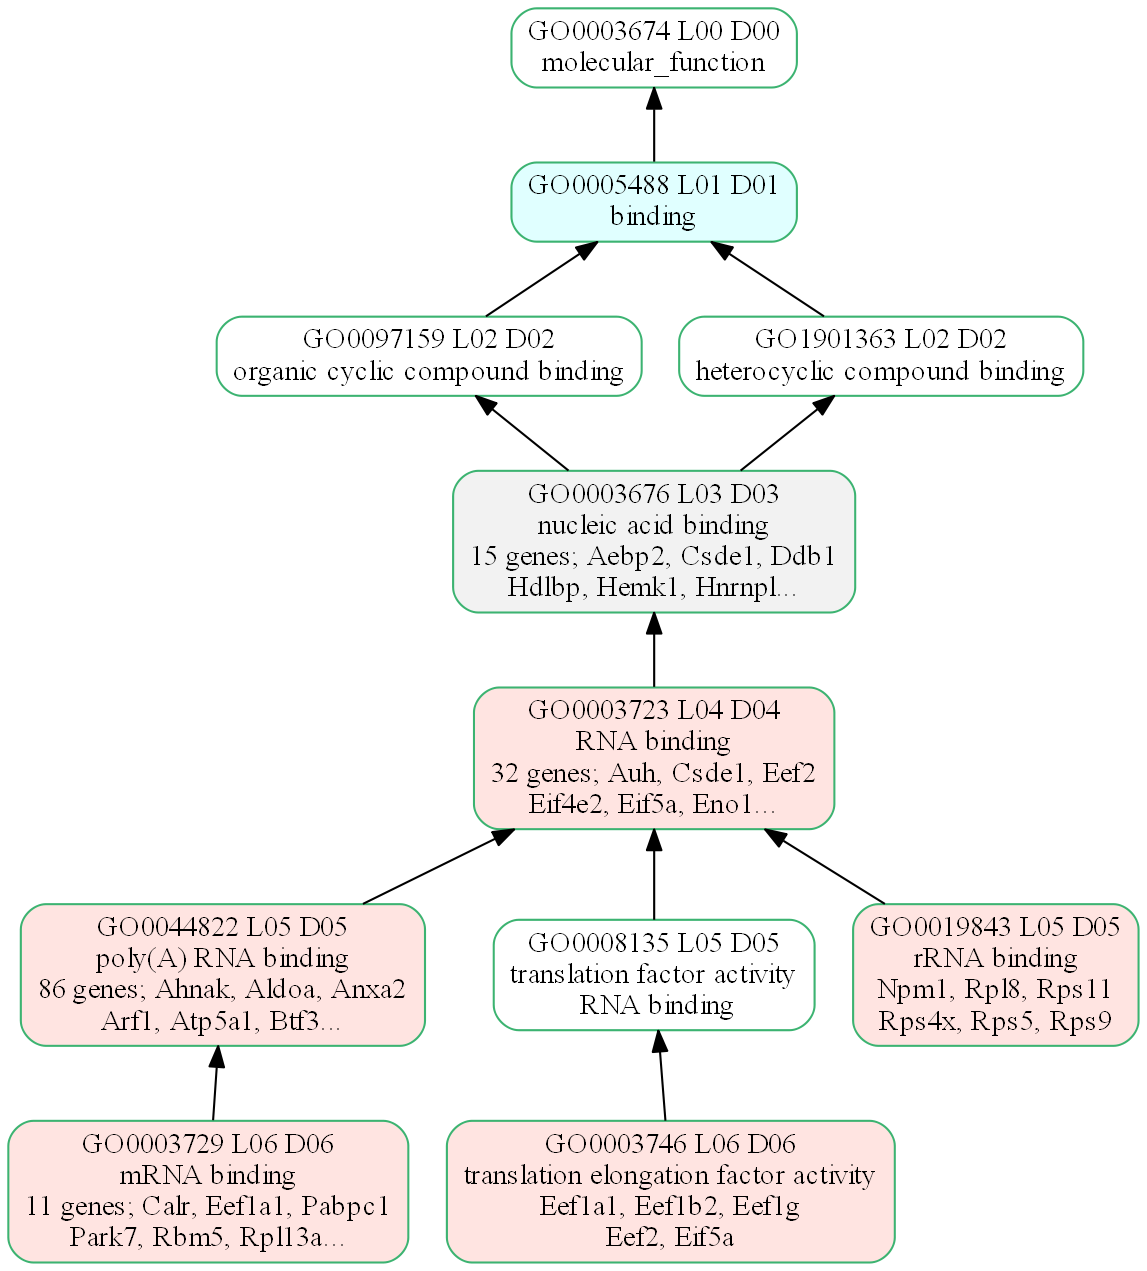 GO0003674 L00 D00
molecular_function
GO0005488 L01 D01
binding
GO0097159 L02 D02
organic cyclic compound binding
GO1901363 L02 D02
heterocyclic compound binding
GO0003676 L03 D03
nucleic acid binding
15 genes; Aebp2, Csde1, Ddb1
Hdlbp, Hemk1, Hnrnpl...
GO0003723 L04 D04
RNA binding
32 genes; Auh, Csde1, Eef2
Eif4e2, Eif5a, Eno1...
GO0044822 L05 D05
poly(A) RNA binding
86 genes; Ahnak, Aldoa, Anxa2
Arf1, Atp5a1, Btf3...
GO0008135 L05 D05
translation factor activity
RNA binding
GO0019843 L05 D05
rRNA binding
Npm1, Rpl8, Rps11
Rps4x, Rps5, Rps9
GO0003729 L06 D06
mRNA binding
11 genes; Calr, Eef1a1, Pabpc1
Park7, Rbm5, Rpl13a...
GO0003746 L06 D06
translation elongation factor activity
Eef1a1, Eef1b2, Eef1g
Eef2, Eif5a